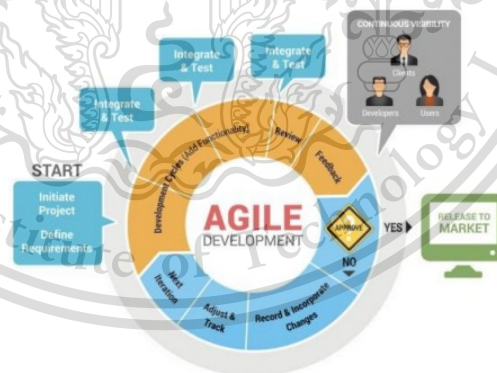 CONTINUOUS VISIBILITY
Clients
Developers
Users
Integrate
& Test
Integrate
& Test
Integrate
& Test
START
Initiate
Project
Define
Requirements
Development Cycles (Add Functionality)
Review
Feedback
AGILE
DEVELOPMENT
APPROVE
YES
NO
RELEASE TO
MARKET
Record & Incorporate
Changes
Adjust &
Track
Next
Iteration